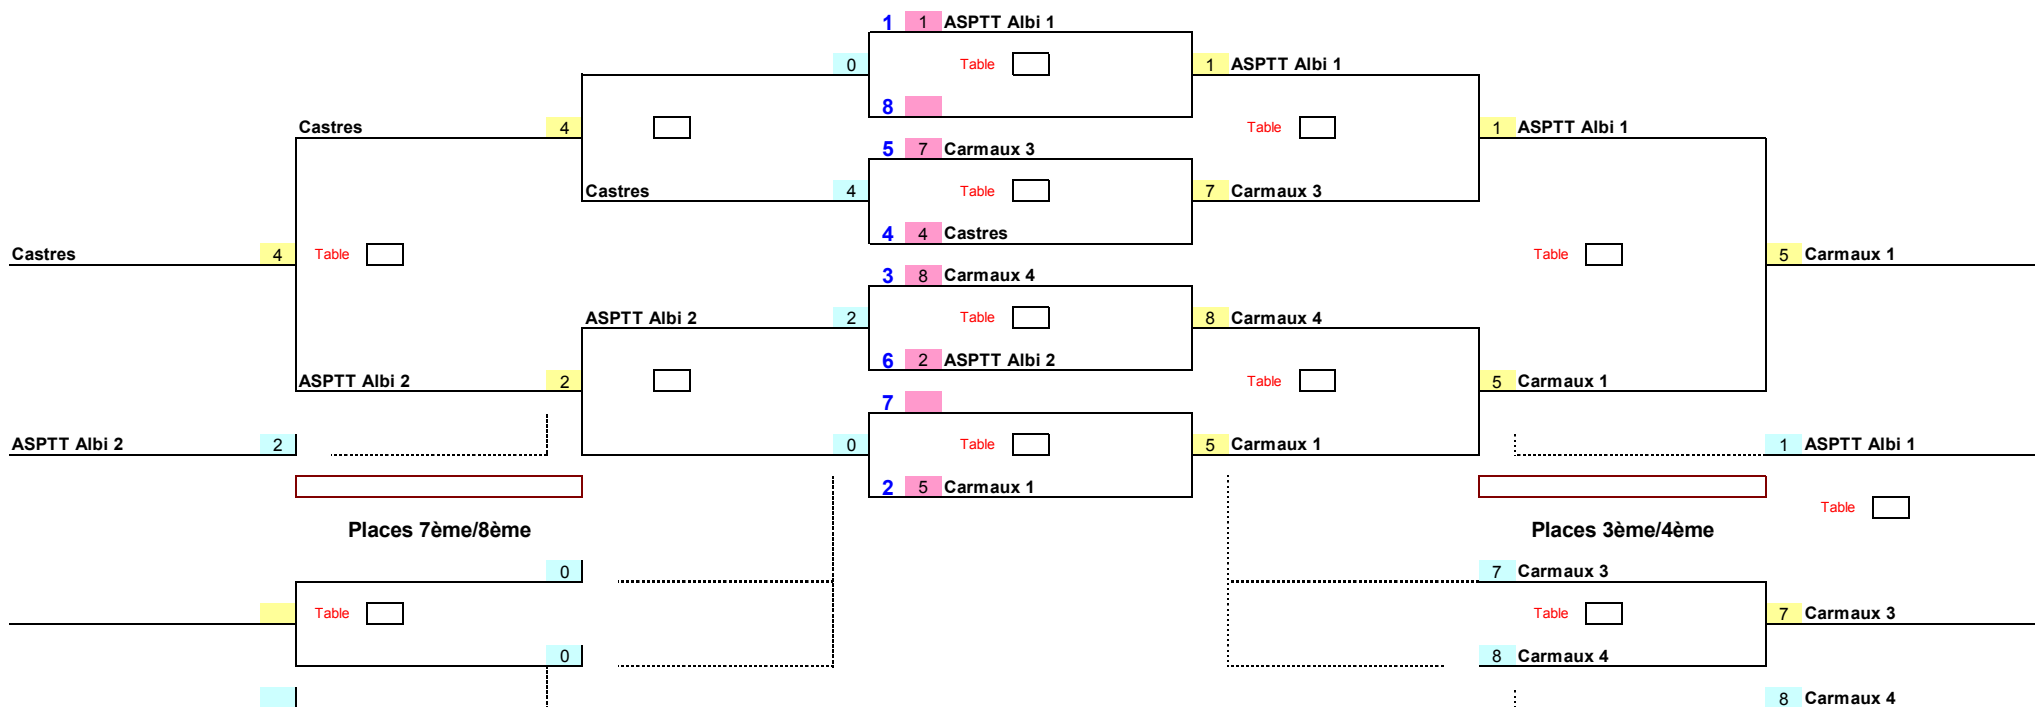 1 1 ASPTT Albi 1
0 Table 1 ASPTT Albi 1
8
Castres 4 Table 1 ASPTT Albi 1
5 7 Carmaux 3
Castres 4 Table 7 Carmaux 3
4 4 Castres
Castres 4 Table Table 5 Carmaux 1
3 8 Carmaux 4
ASPTT Albi 2 2 Table 8 Carmaux 4
6 2 ASPTT Albi 2
ASPTT Albi 2 2 Table 5 Carmaux 1
7
ASPTT Albi 2 2 0 Table 5 Carmaux 1 1 ASPTT Albi 1
2 5 Carmaux 1
Table
Places 7ème/8ème Places 3ème/4ème
0 7 Carmaux 3
Table Table 7 Carmaux 3
0 8 Carmaux 4
8 Carmaux 4